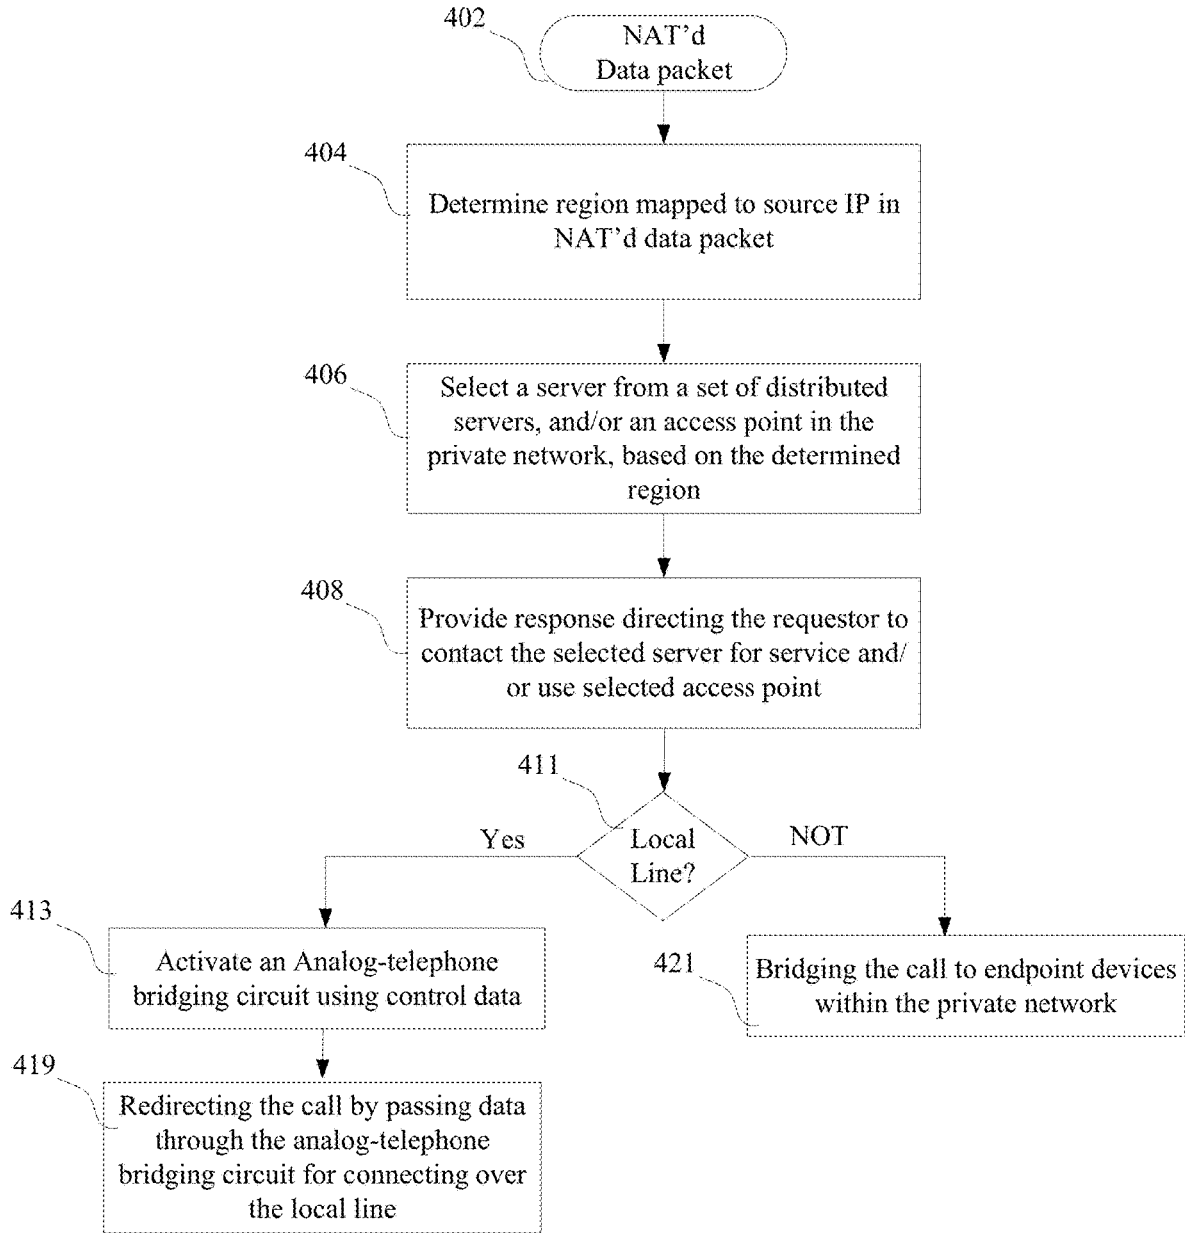 402
NAT’d
Data packet
404
Determine region mapped to source IP in
NAT’d data packet
406
Select a server from a set of distributed
servers, and/or an access point in the
private network, based on the determined
region
408
Provide response directing the requestor to
contact the selected server for service and/
or use selected access point
411
Local
Line?
Yes
NOT
413
Activate an Analog-telephone
bridging circuit using control data
421
Bridging the call to endpoint devices
within the private network
419
Redirecting the call by passing data
through the analog-telephone
bridging circuit for connecting over
the local line